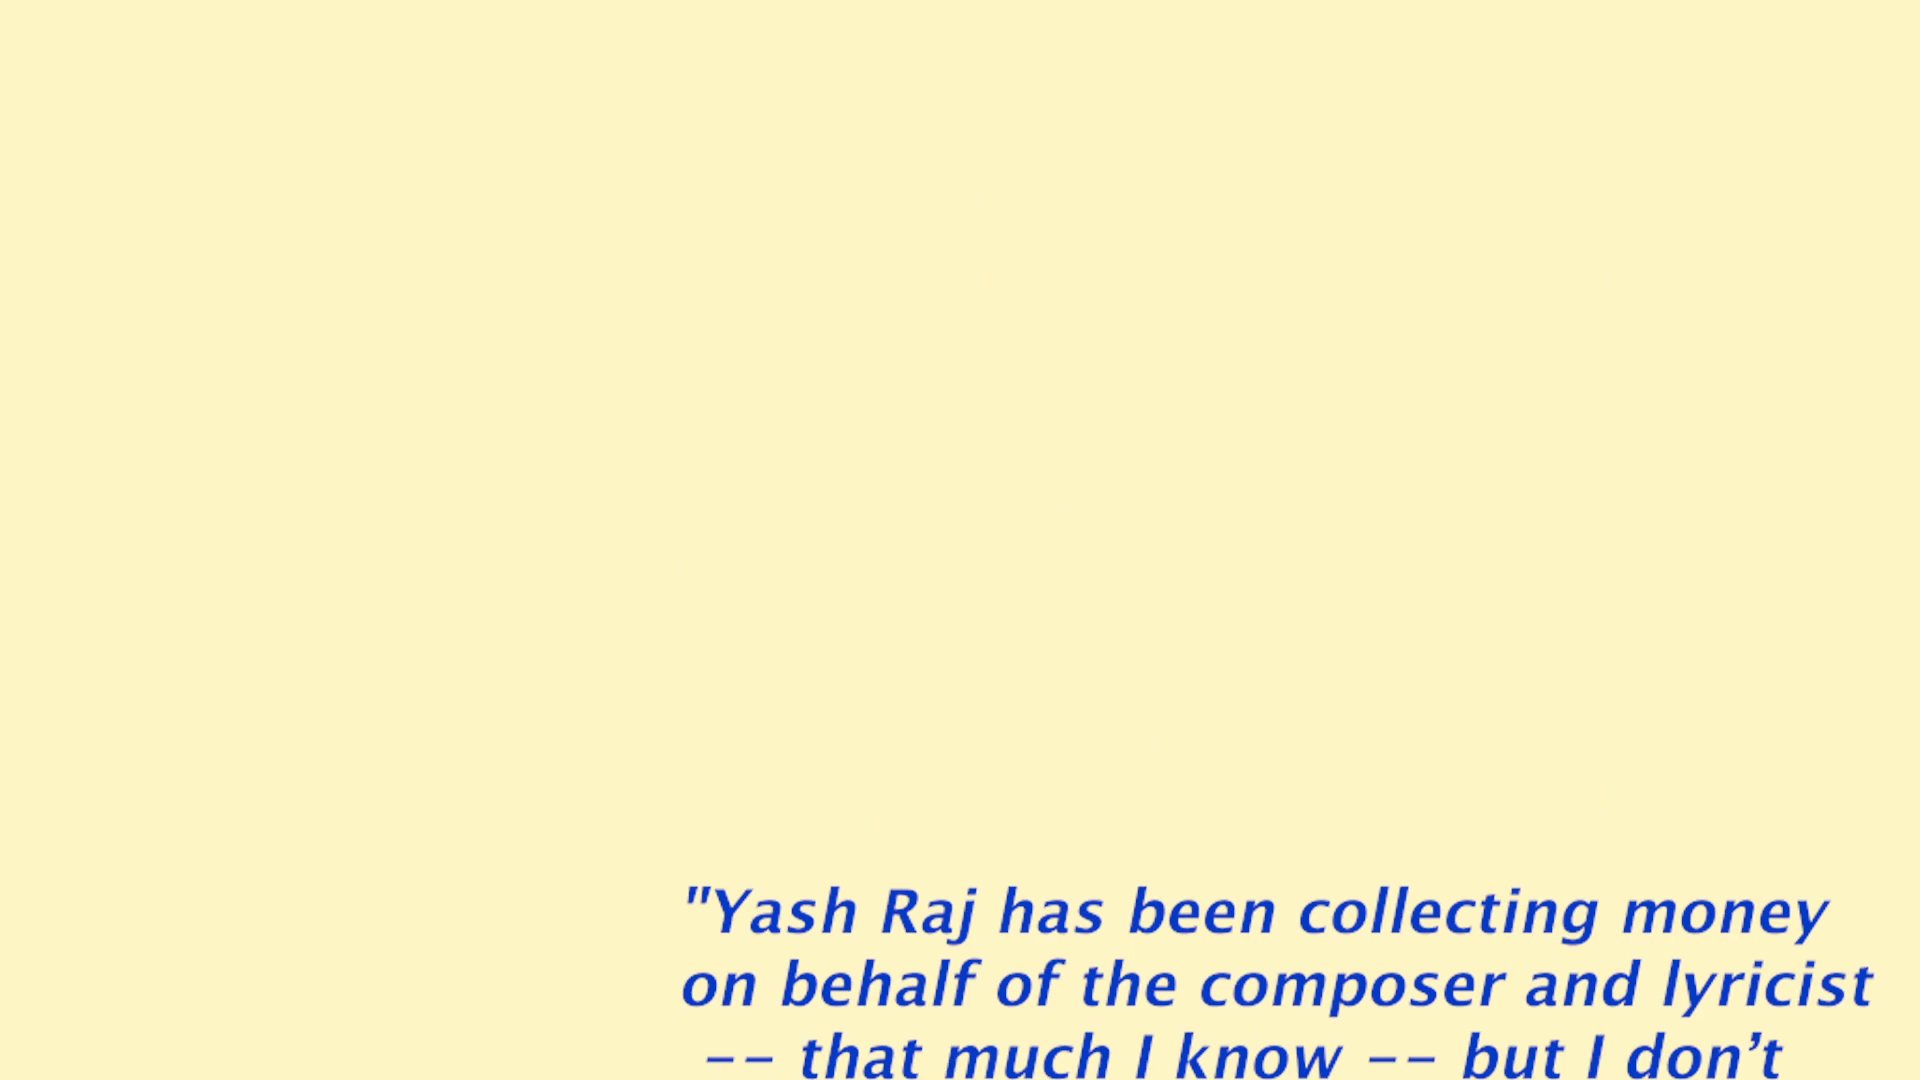 "Yash Raj has been collecting money
on behalf of the composer and lyricist
-- that much I know -- but I don’t